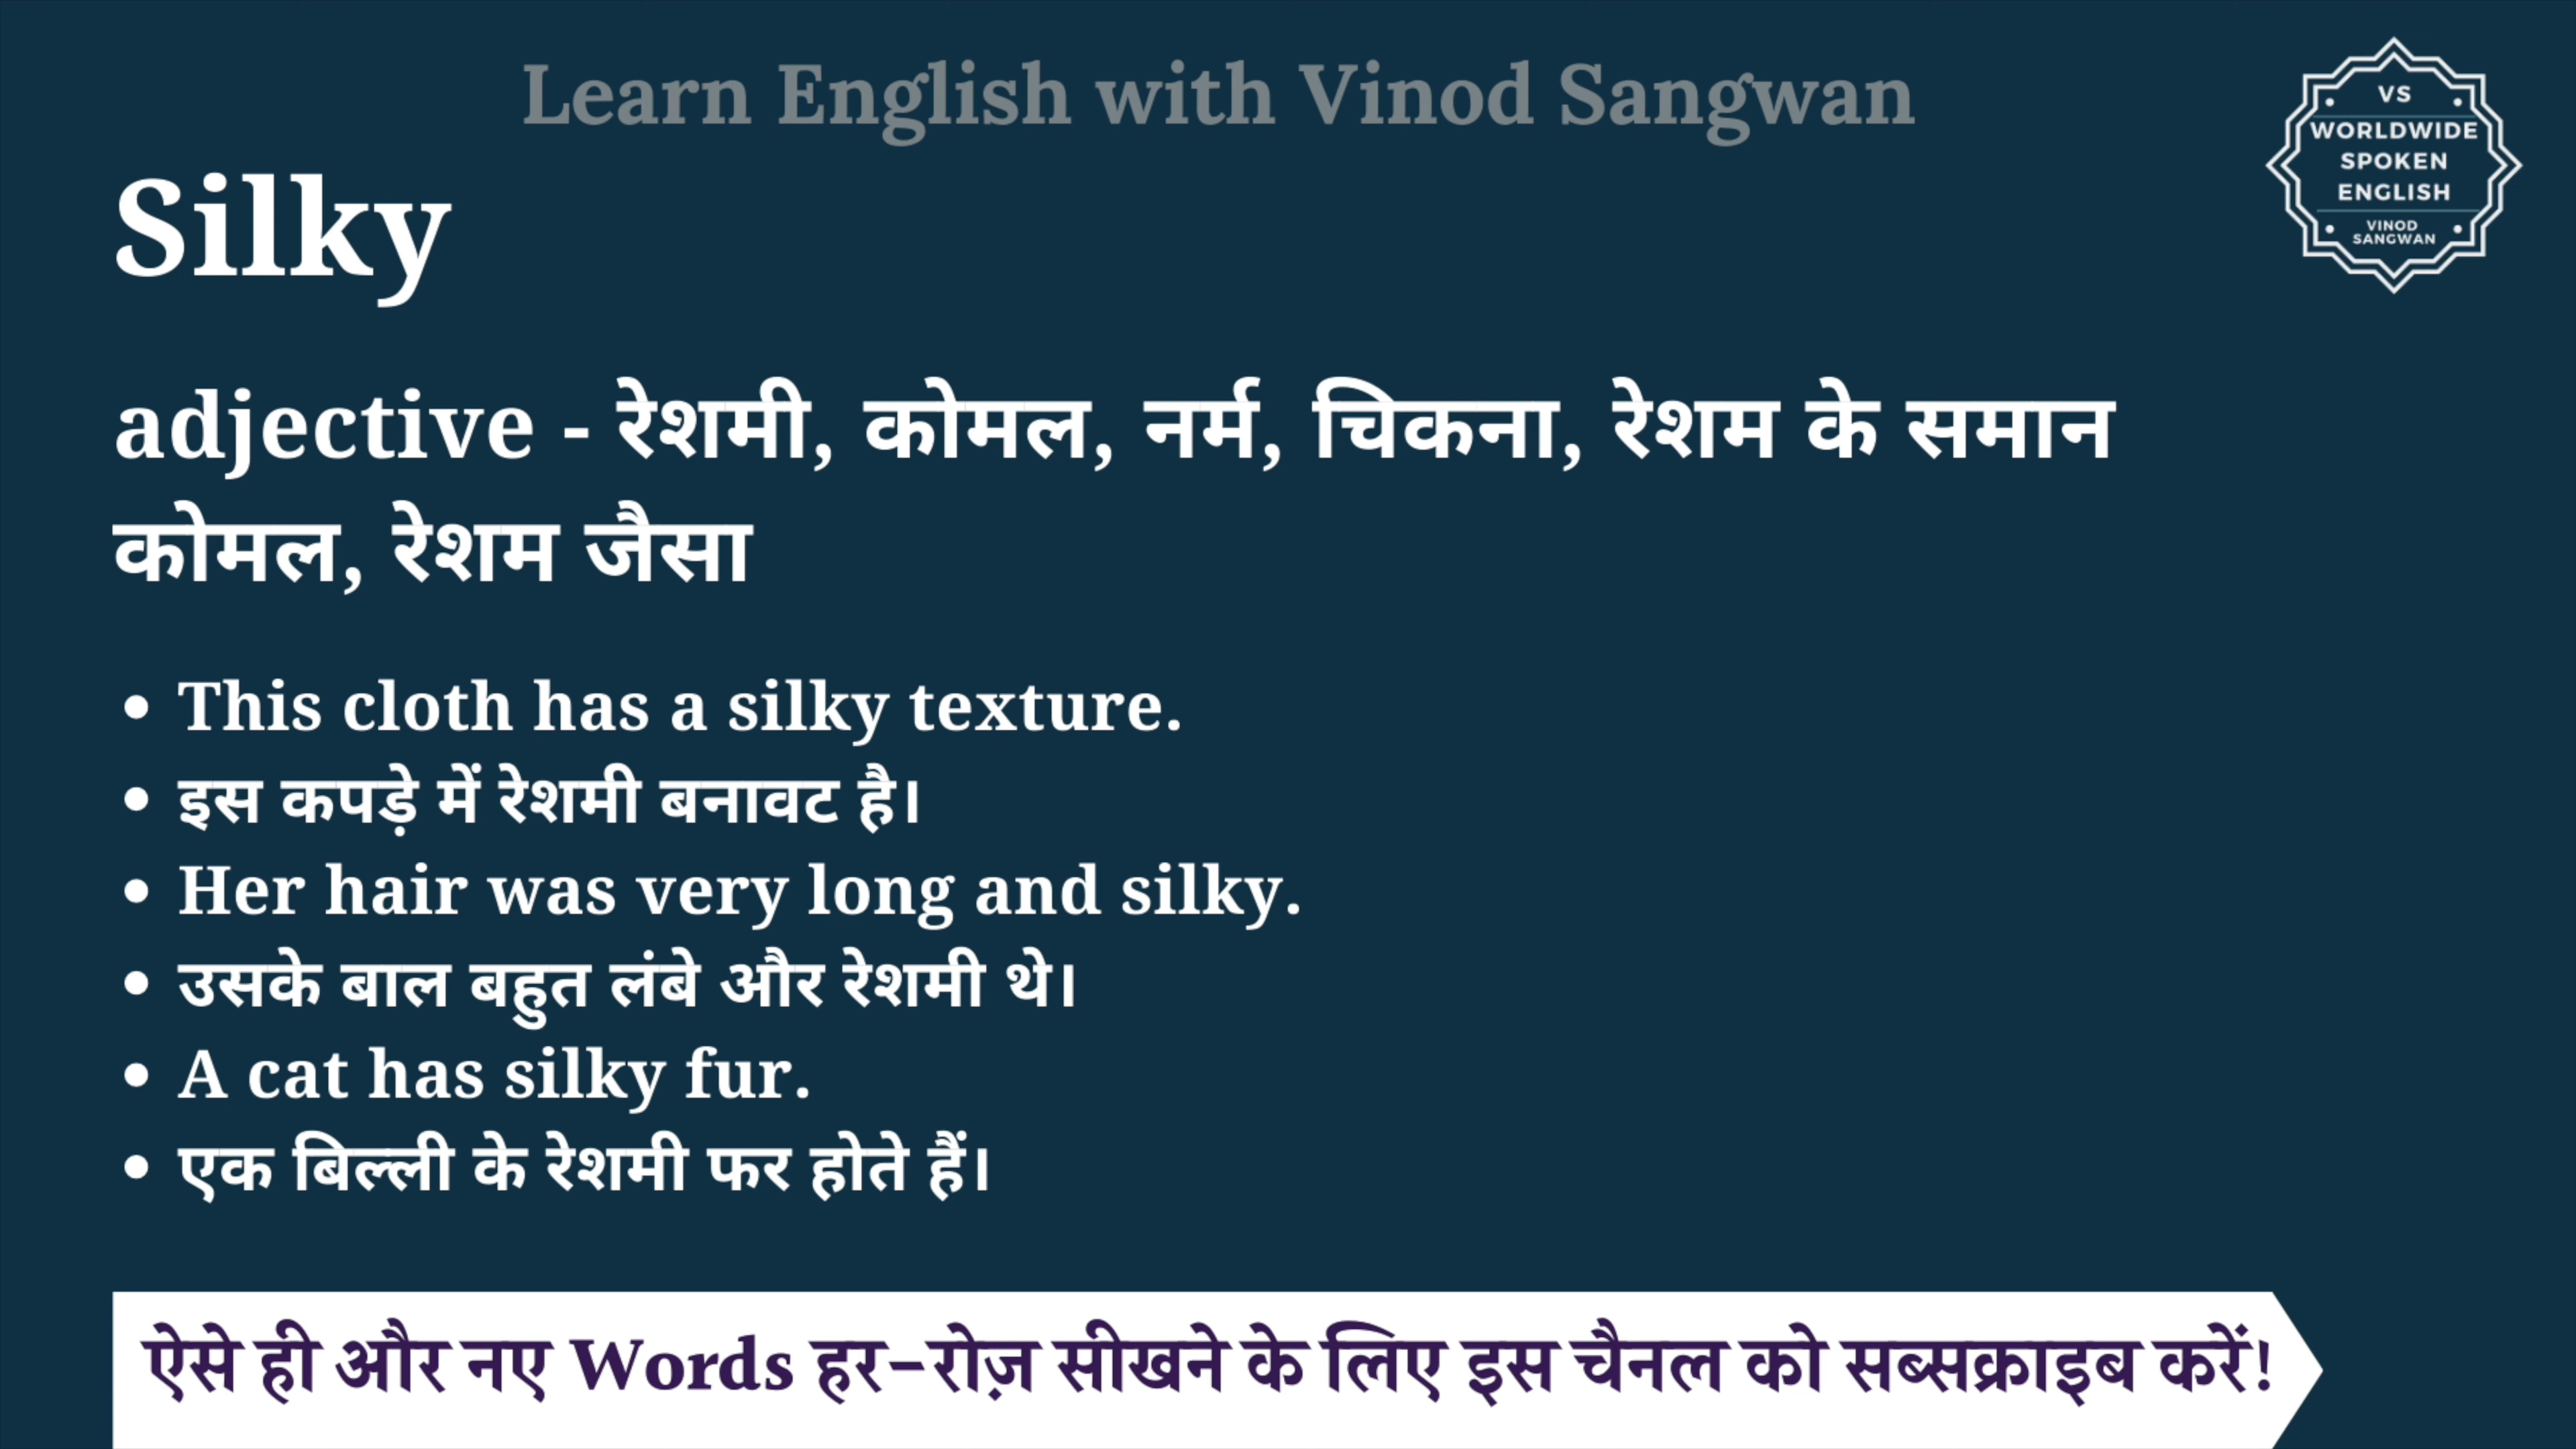 Learn English with Vinod Sangwan
VS
WORLDWIDE
SPOKEN
ENGLISH
VINOD
SANGWAN
Silky
adjective - रेशमी, कोमल, नर्म, चिकना, रेशम के समान
कोमल, रेशम जैसा
• This cloth has a silky texture.
• इस कपड़े में रेशमी बनावट है।
• Her hair was very long and silky.
• उसके बाल बहुत लंबे और रेशमी थे।
• A cat has silky fur.
• एक बिल्ली के रेशमी फर होते हैं।
ऐसे ही और नए Words हर-रोज़ सीखने के लिए इस चैनल को सब्सक्राइब करें!